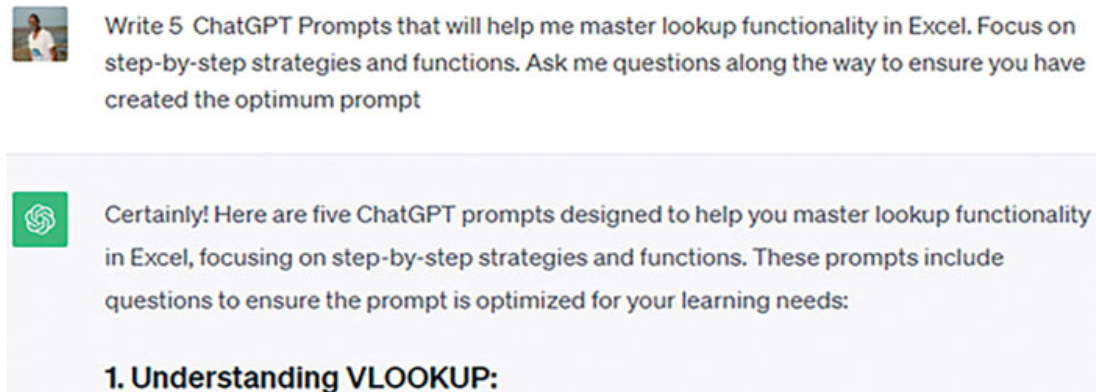 Write 5 ChatGPT Prompts that will help me master lookup functionality in Excel. Focus on
step-by-step strategies and functions. Ask me questions along the way to ensure you have
created the optimum prompt
Certainly! Here are five ChatGPT prompts designed to help you master lookup functionality
in Excel, focusing on step-by-step strategies and functions. These prompts include
questions to ensure the prompt is optimized for your learning needs:
1. Understanding VLOOKUP: